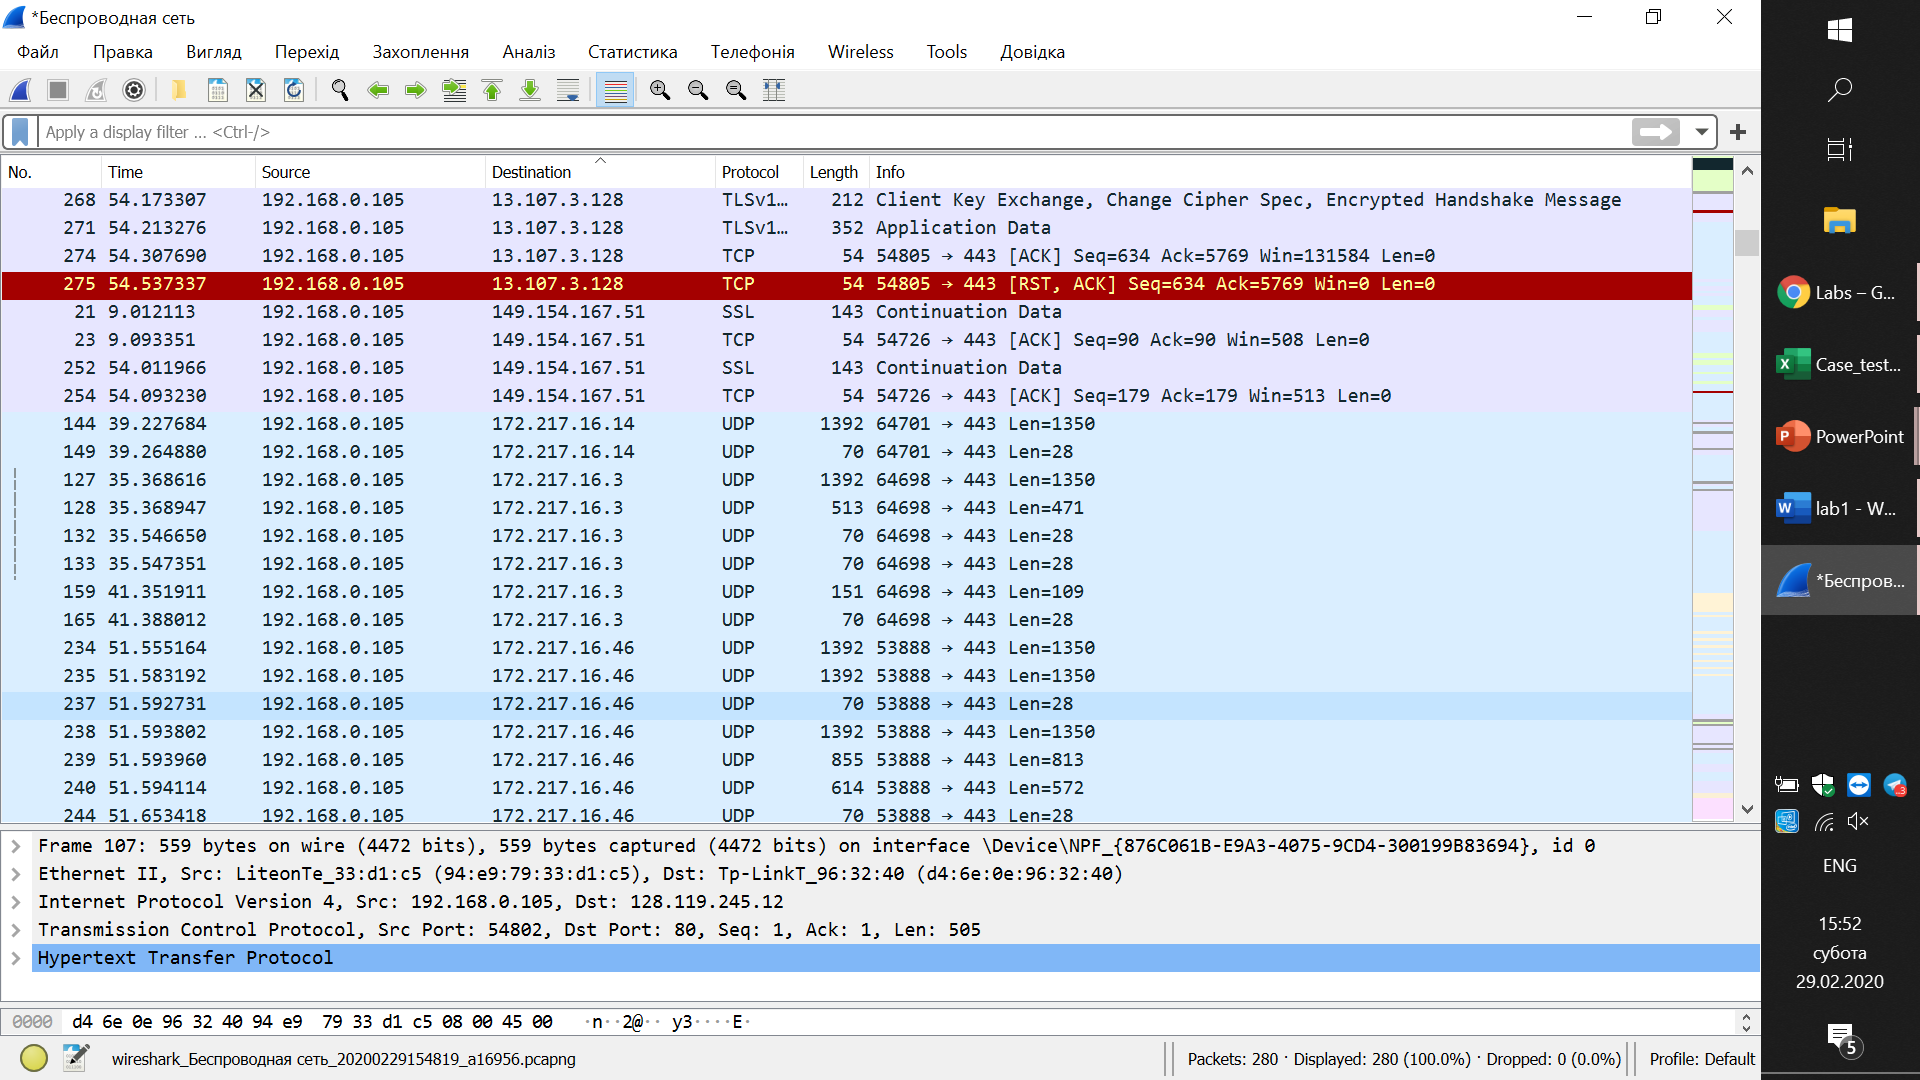 *Беспроводная сеть
Файл Правка Вигляд Перехід Захоплення Аналіз Статистика Телефонія Wireless Tools Довідка
Apply a display filter ... <Ctrl-/>
No. Time Source Destination Protocol Length Info
268 54.173307 192.168.0.105 13.107.3.128 TLSv1… 212 Client Key Exchange, Change Cipher Spec, Encrypted Handshake Message
271 54.213276 192.168.0.105 13.107.3.128 TLSv1… 352 Application Data
274 54.307690 192.168.0.105 13.107.3.128 TCP 54 54805 → 443 [ACK] Seq=634 Ack=5769 Win=131584 Len=0
275 54.537337 192.168.0.105 13.107.3.128 TCP 54 54805 → 443 [RST, ACK] Seq=634 Ack=5769 Win=0 Len=0
21 9.012113 192.168.0.105 149.154.167.51 SSL 143 Continuation Data
23 9.093351 192.168.0.105 149.154.167.51 TCP 54 54726 → 443 [ACK] Seq=90 Ack=90 Win=508 Len=0
252 54.011966 192.168.0.105 149.154.167.51 SSL 143 Continuation Data
254 54.093230 192.168.0.105 149.154.167.51 TCP 54 54726 → 443 [ACK] Seq=179 Ack=179 Win=513 Len=0
144 39.227684 192.168.0.105 172.217.16.14 UDP 1392 64701 → 443 Len=1350
149 39.264880 192.168.0.105 172.217.16.14 UDP 70 64701 → 443 Len=28
127 35.368616 192.168.0.105 172.217.16.3 UDP 1392 64698 → 443 Len=1350
128 35.368947 192.168.0.105 172.217.16.3 UDP 513 64698 → 443 Len=471
132 35.546650 192.168.0.105 172.217.16.3 UDP 70 64698 → 443 Len=28
133 35.547351 192.168.0.105 172.217.16.3 UDP 70 64698 → 443 Len=28
159 41.351911 192.168.0.105 172.217.16.3 UDP 151 64698 → 443 Len=109
165 41.388012 192.168.0.105 172.217.16.3 UDP 70 64698 → 443 Len=28
234 51.555164 192.168.0.105 172.217.16.46 UDP 1392 53888 → 443 Len=1350
235 51.583192 192.168.0.105 172.217.16.46 UDP 1392 53888 → 443 Len=1350
237 51.592731 192.168.0.105 172.217.16.46 UDP 70 53888 → 443 Len=28
238 51.593802 192.168.0.105 172.217.16.46 UDP 1392 53888 → 443 Len=1350
239 51.593960 192.168.0.105 172.217.16.46 UDP 855 53888 → 443 Len=813
240 51.594114 192.168.0.105 172.217.16.46 UDP 614 53888 → 443 Len=572
244 51.653418 192.168.0.105 172.217.16.46 UDP 70 53888 → 443 Len=28
Frame 107: 559 bytes on wire (4472 bits), 559 bytes captured (4472 bits) on interface \Device\NPF_{876C061B-E9A3-4075-9CD4-300199B83694}, id 0
Ethernet II, Src: LiteonTe_33:d1:c5 (94:e9:79:33:d1:c5), Dst: Tp-LinkT_96:32:40 (d4:6e:0e:96:32:40)
Internet Protocol Version 4, Src: 192.168.0.105, Dst: 128.119.245.12
Transmission Control Protocol, Src Port: 54802, Dst Port: 80, Seq: 1, Ack: 1, Len: 505
Hypertext Transfer Protocol
0000 d4 6e 0e 96 32 40 94 e9 79 33 d1 c5 08 00 45 00 ·n··2@·· y3····E·
wireshark_Беспроводная сеть_20200229154819_a16956.pcapng
Packets: 280 · Displayed: 280 (100.0%) · Dropped: 0 (0.0%)
Profile: Default
Labs – G...
Case_test...
PowerPoint
lab1 - W...
*Беспров...
ENG
15:52
субота
29.02.2020
5